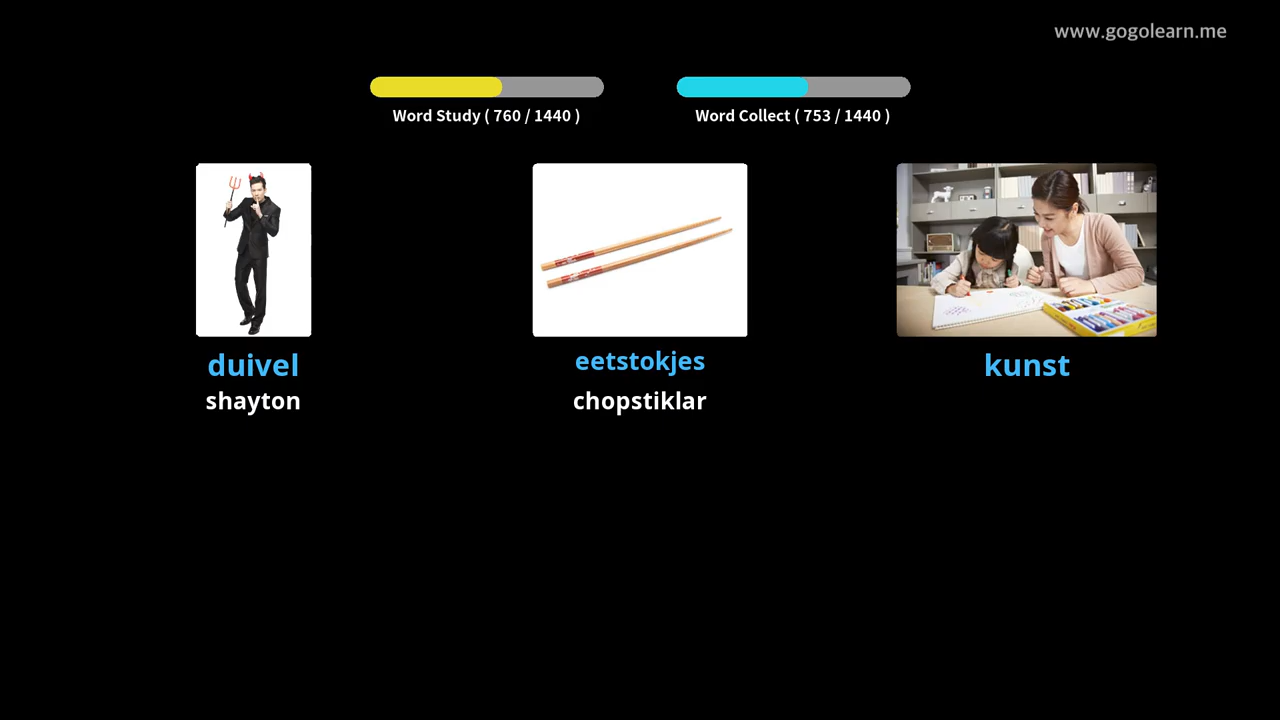 www.gogolearn.me
Word Study ( 760 / 1440 )
Word Collect ( 753 / 1440 )
duivel
shayton
eetstokjes
chopstiklar
kunst